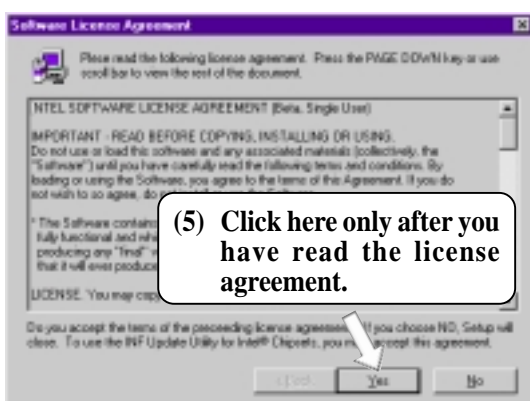 Software License Agreement
Please read the following license agreement. Press the PAGE DOWN key or use
scroll bar to view the rest of the document.
INTEL SOFTWARE LICENSE AGREEMENT (Beta, Single User)
IMPORTANT - READ BEFORE COPYING, INSTALLING OR USING.
Do not use or load this software and any associated materials (collectively, the
"Software") until you have carefully read the following terms and conditions. By
loading or using the Software, you agree to the terms of this Agreement. If you do
not wish to so agree, do not install or use the Software.
* The Software contains
fully functional and
producing any "final"
that it will ever produce
LICENSE. You may copy
(5) Click here only after you
have read the license
agreement.
Do you accept the terms of the preceding license agreement? If you choose NO, Setup will
close. To use the INF Update Utility for Intel® Chipsets, you must accept this agreement.
< Back
Yes
No